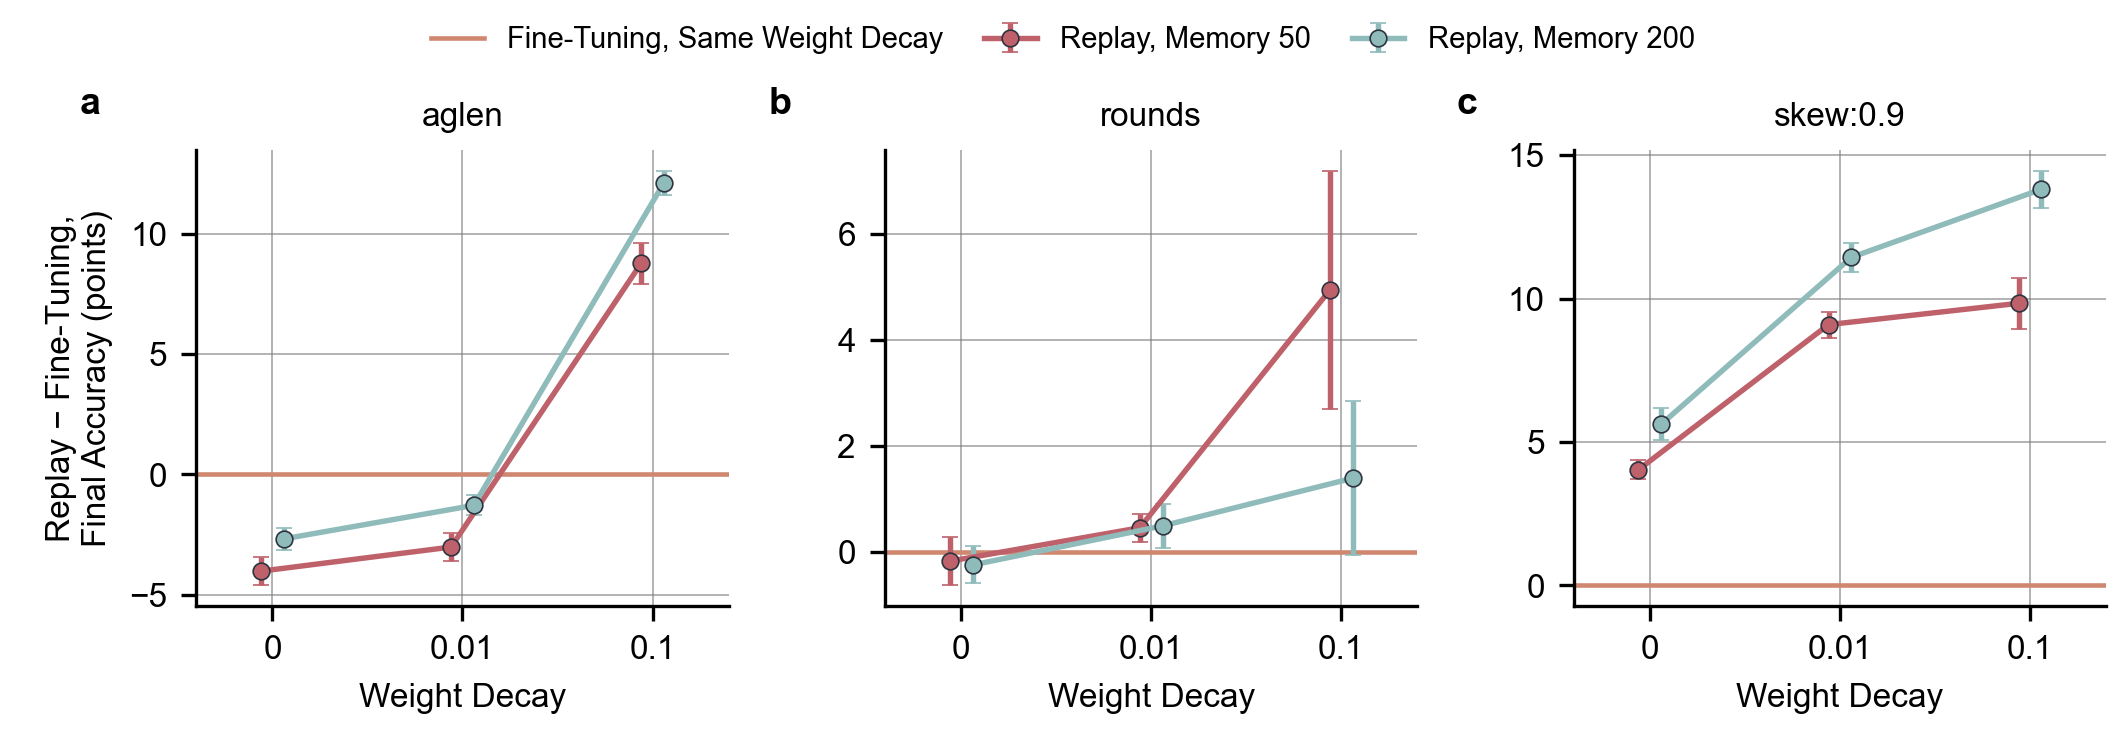 Fine-Tuning, Same Weight Decay
Replay, Memory 50
Replay, Memory 200
a
aglen
Replay − Fine-Tuning,
Final Accuracy (points)
10
5
0
−5
0
0.01
0.1
Weight Decay
b
rounds
6
4
2
0
0
0.01
0.1
Weight Decay
c
skew:0.9
15
10
5
0
0
0.01
0.1
Weight Decay